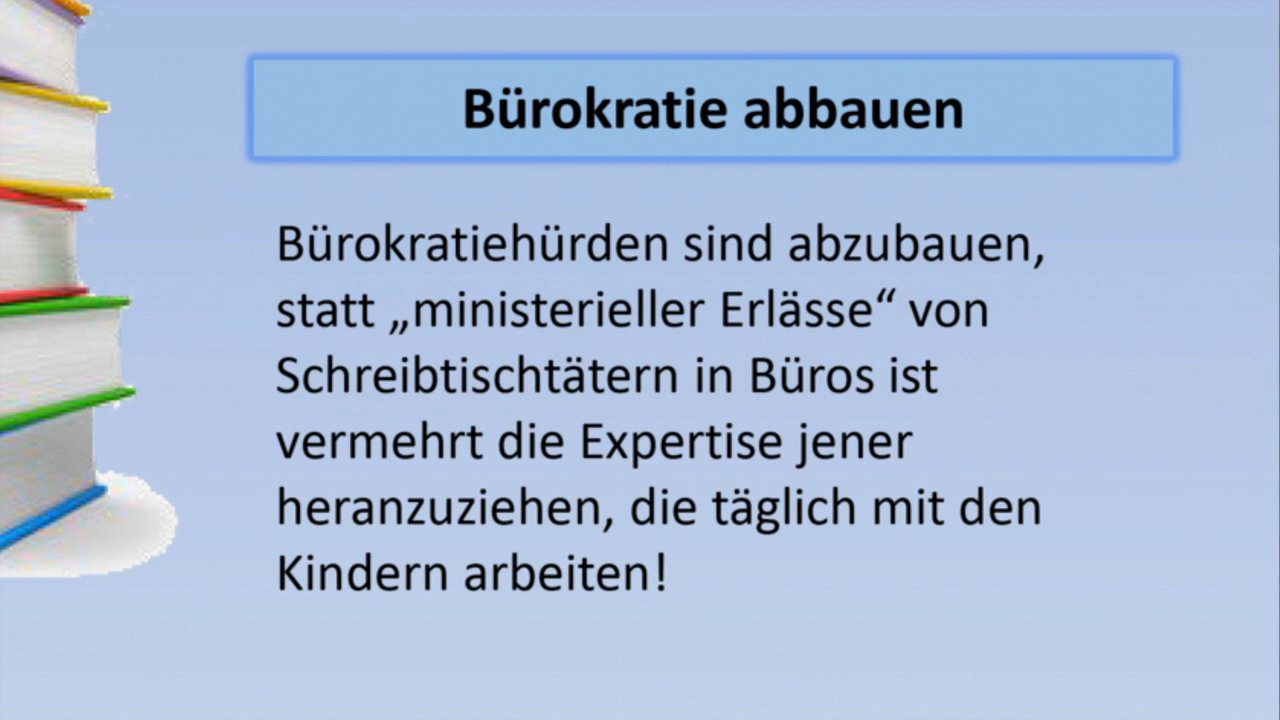 Bürokratie abbauen
Bürokratiehürden sind abzubauen,
statt „ministerieller Erlässe“ von
Schreibtischtätern in Büros ist
vermehrt die Expertise jener
heranzuziehen, die täglich mit den
Kindern arbeiten!